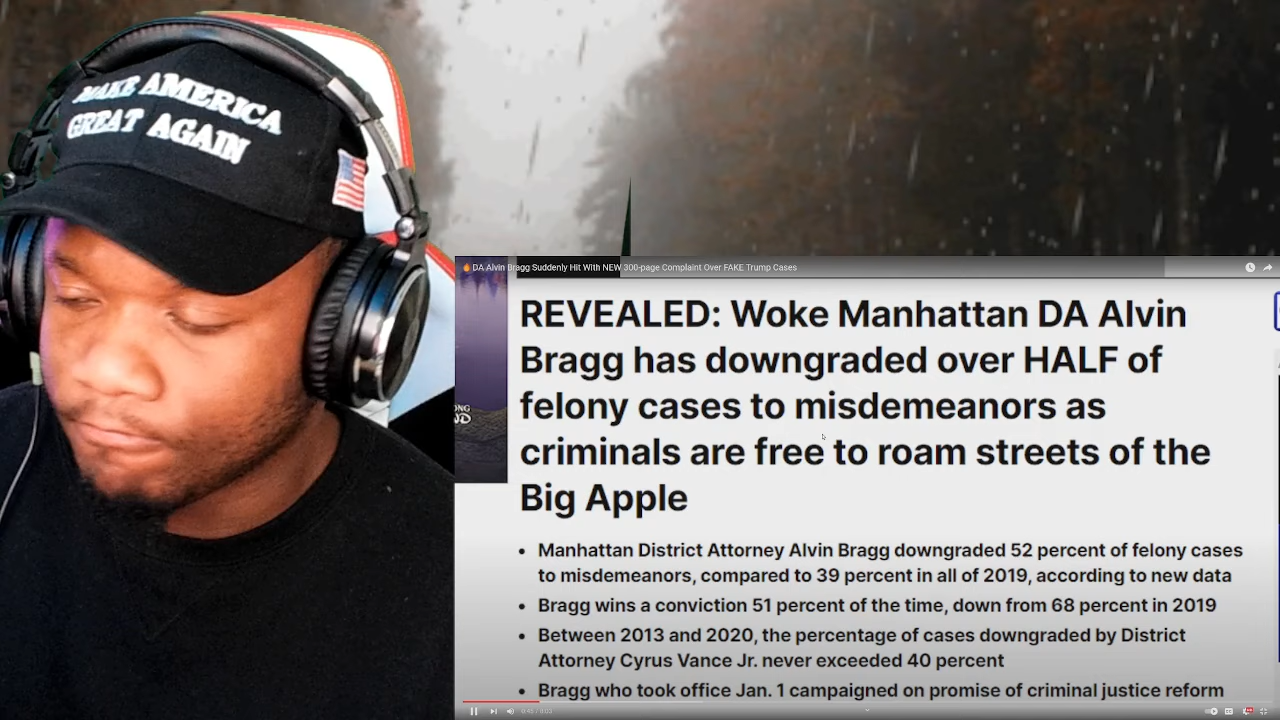 MAKE AMERICA
GREAT AGAIN
🔥DA Alvin Bragg Suddenly Hit With NEW 300-page Complaint Over FAKE Trump Cases
REVEALED: Woke Manhattan DA Alvin
Bragg has downgraded over HALF of
felony cases to misdemeanors as
criminals are free to roam streets of the
Big Apple
• Manhattan District Attorney Alvin Bragg downgraded 52 percent of felony cases
to misdemeanors, compared to 39 percent in all of 2019, according to new data
• Bragg wins a conviction 51 percent of the time, down from 68 percent in 2019
• Between 2013 and 2020, the percentage of cases downgraded by District
Attorney Cyrus Vance Jr. never exceeded 40 percent
• Bragg who took office Jan. 1 campaigned on promise of criminal justice reform